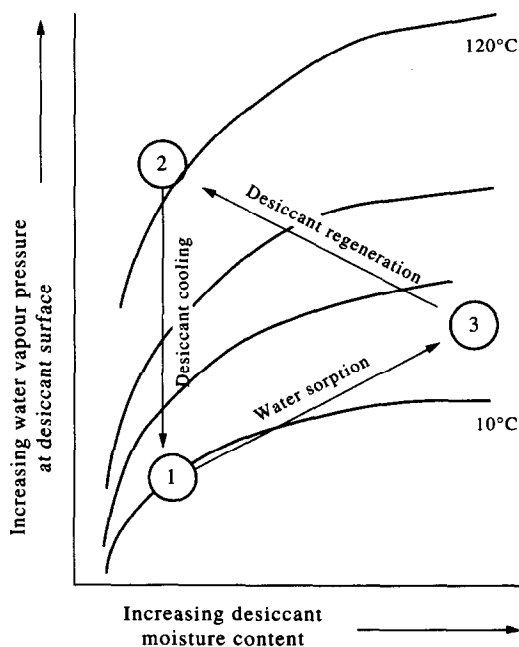 Increasing water vapour pressure
at desiccant surface
120°C
2
Desiccant regeneration
Desiccant cooling
3
Water sorption
1
10°C
Increasing desiccant
moisture content